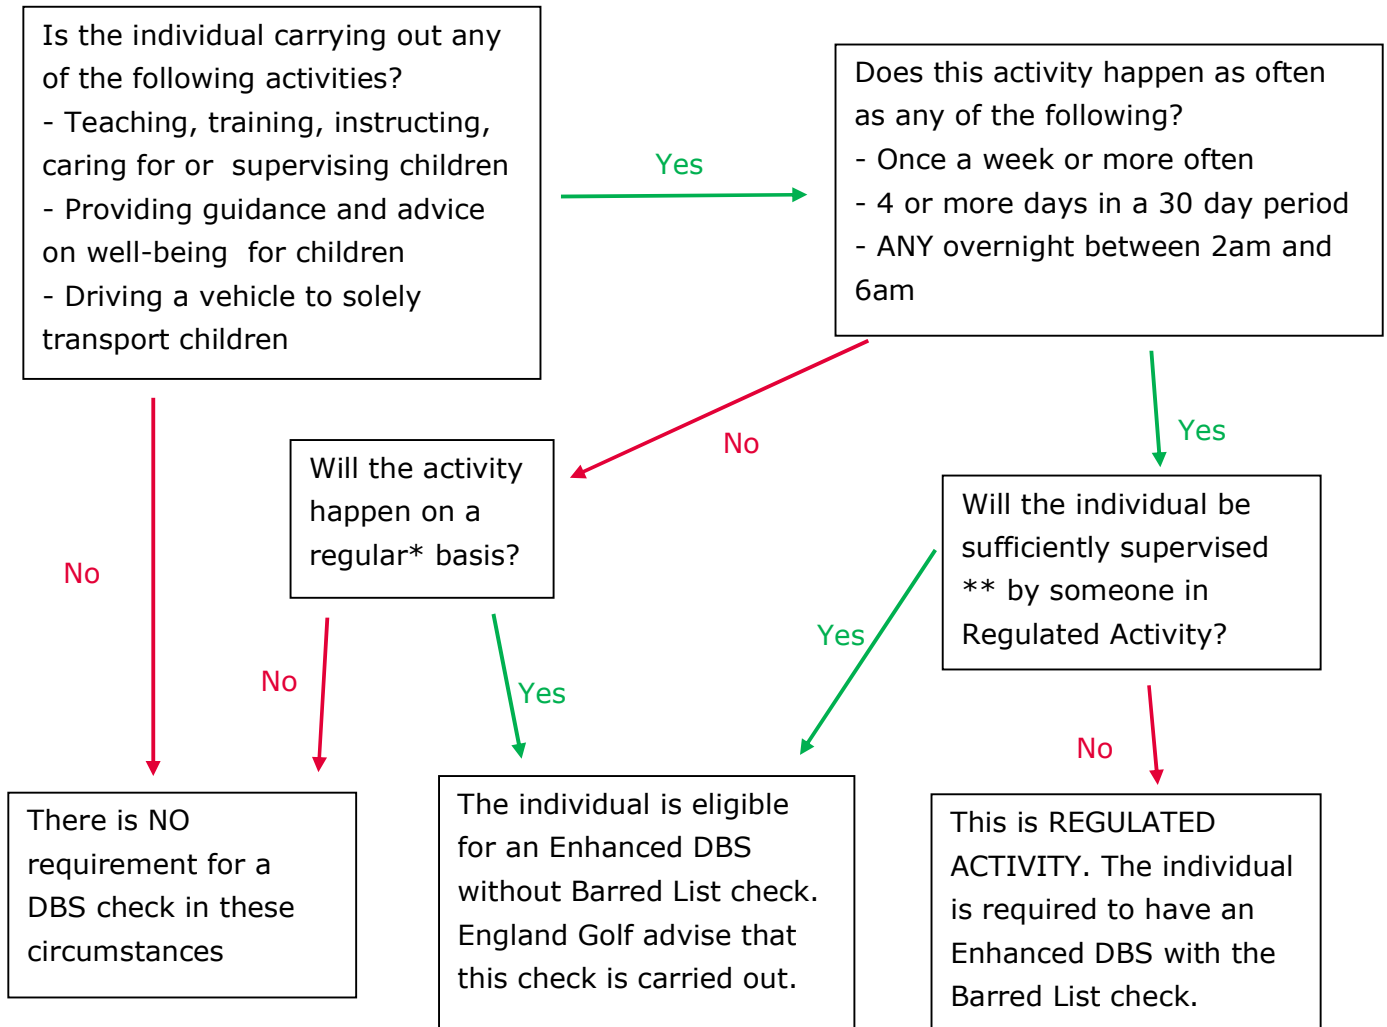 Is the individual carrying out any
of the following activities?
- Teaching, training, instructing,
caring for or  supervising children
- Providing guidance and advice
on well-being  for children
- Driving a vehicle to solely
transport children
Yes
Does this activity happen as often
as any of the following?
- Once a week or more often
- 4 or more days in a 30 day period
- ANY overnight between 2am and
6am
No
No
Yes
Will the activity
happen on a
regular* basis?
Will the individual be
sufficiently supervised
** by someone in
Regulated Activity?
No
Yes
Yes
No
There is NO
requirement for a
DBS check in these
circumstances
The individual is eligible
for an Enhanced DBS
without Barred List check.
England Golf advise that
this check is carried out.
This is REGULATED
ACTIVITY. The individual
is required to have an
Enhanced DBS with the
Barred List check.